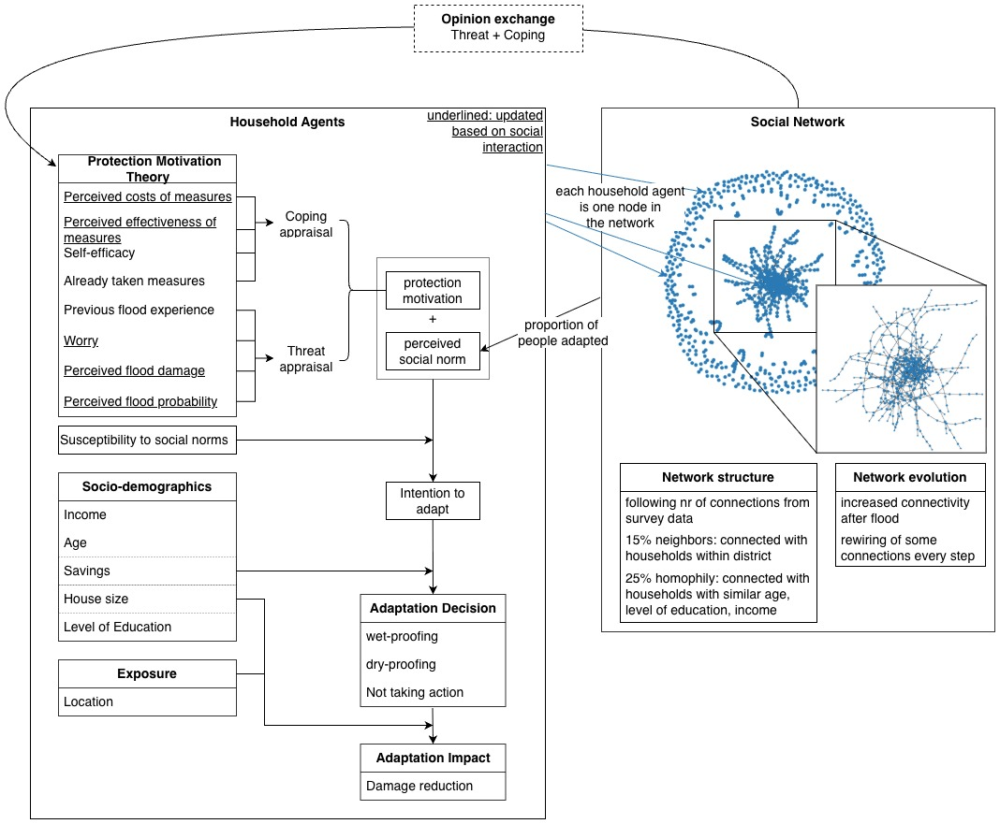 Opinion exchange
Threat + Coping
Household Agents
underlined: updated
based on social
interaction
Protection Motivation
Theory
Perceived costs of measures
Perceived effectiveness of
measures
Self-efficacy
Already taken measures
Previous flood experience
Worry
Perceived flood damage
Perceived flood probability
Coping
appraisal
Threat
appraisal
protection
motivation
+
perceived
social norm
proportion of
people adapted
Susceptibility to social norms
Socio-demographics
Income
Age
Savings
House size
Level of Education
Exposure
Location
Intention to
adapt
Adaptation Decision
wet-proofing
dry-proofing
Not taking action
Adaptation Impact
Damage reduction
Social Network
each household agent
is one node in
the network
Network structure
following nr of connections from
survey data
15% neighbors: connected with
households within district
25% homophily: connected with
households with similar age,
level of education, income
Network evolution
increased connectivity
after flood
rewiring of some
connections every step